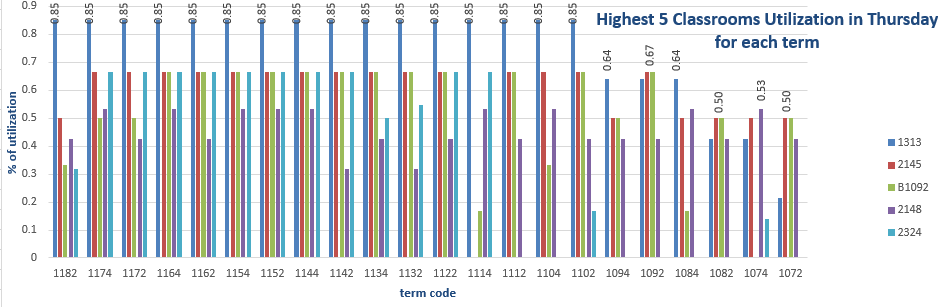 Highest 5 Classrooms Utilization in Thursday
for each term
0.9
0.8
0.7
0.6
0.5
0.4
0.3
0.2
0.1
0
% of utilization
0.85 0.85 0.85 0.85 0.85 0.85 0.85 0.85 0.85 0.85 0.85 0.85 0.85 0.85 0.85 0.85 0.64 0.67 0.64 0.50 0.53 0.50
1182 1174 1172 1164 1162 1154 1152 1144 1142 1134 1132 1122 1114 1112 1104 1102 1094 1092 1084 1082 1074 1072
term code
1313
2145
B1092
2148
2324